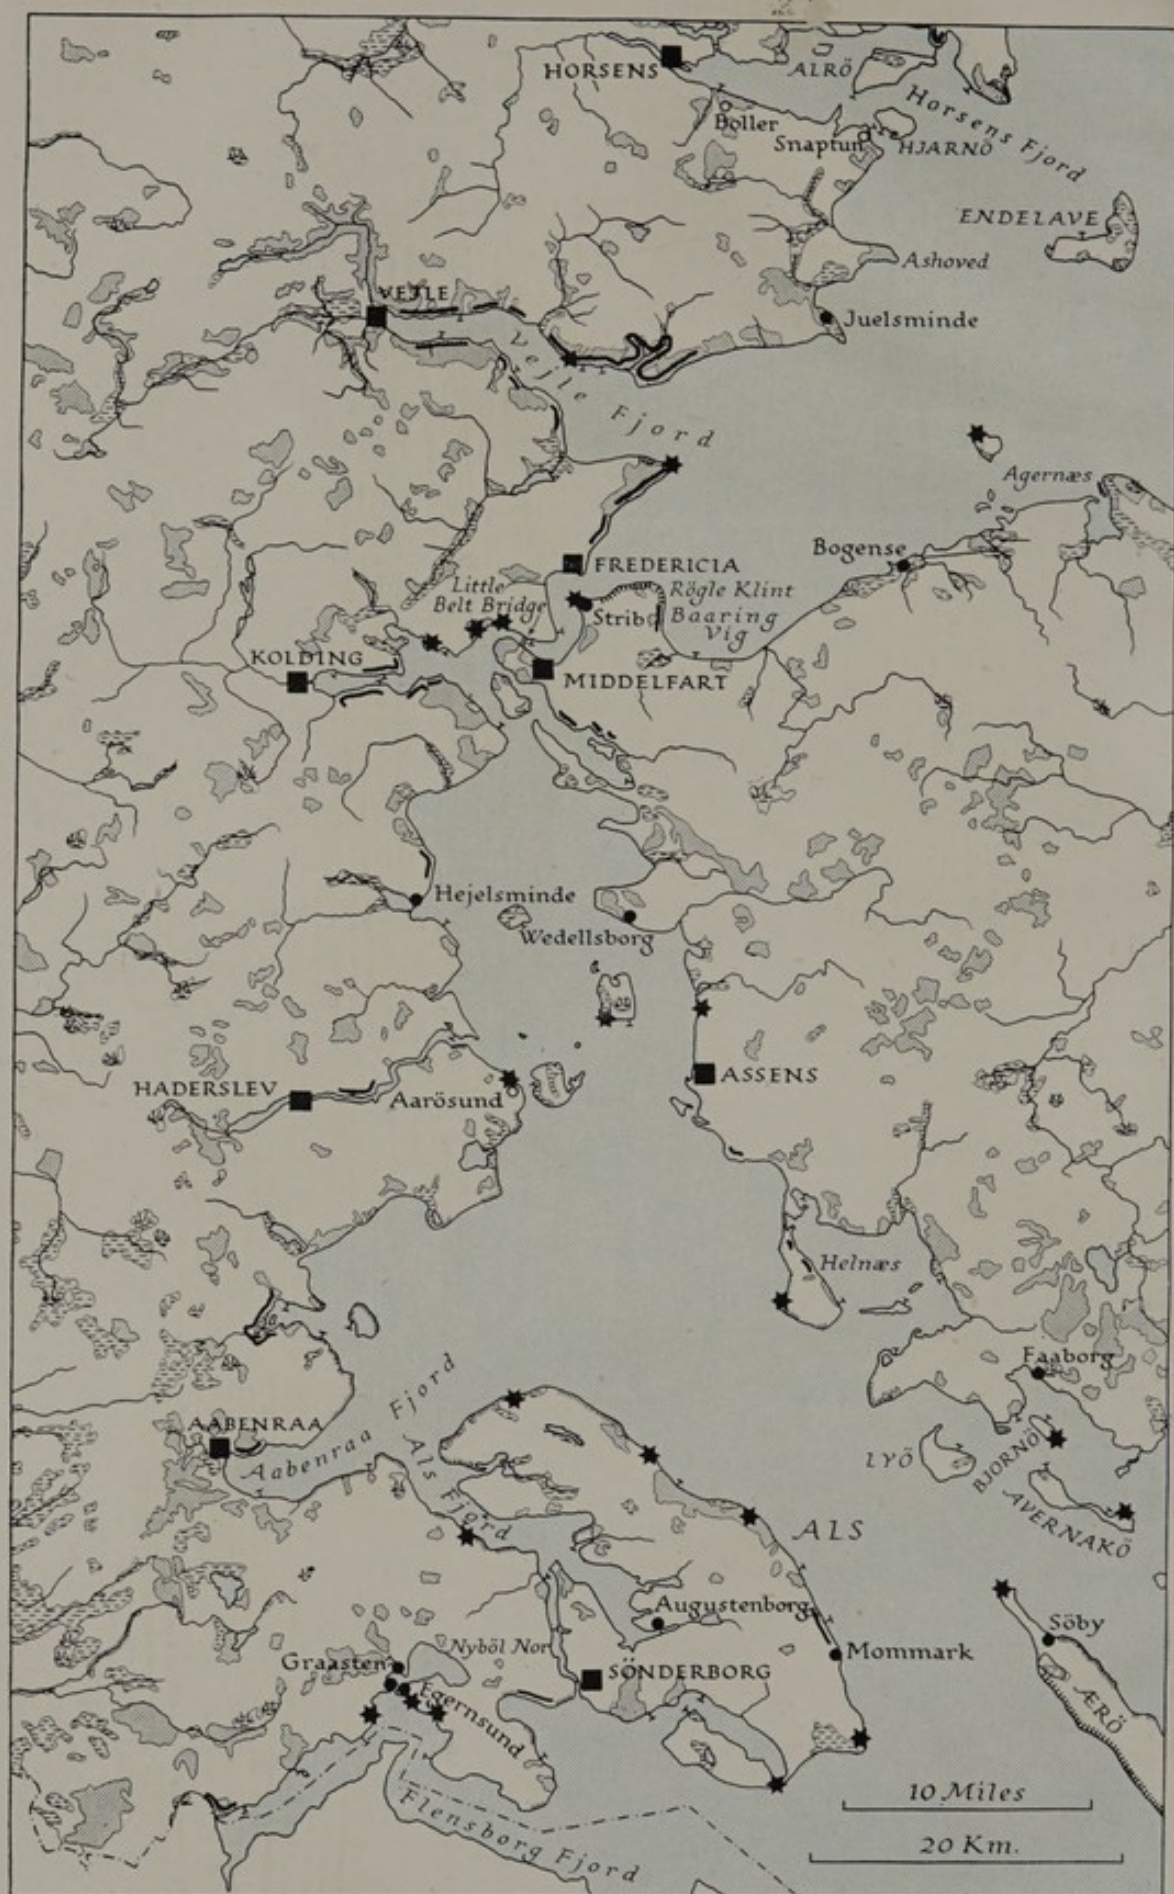 HORSENS
ALRÖ
Horsens Fjord
Boller
Snaptun
HJARNÖ
ENDELAVE
Ashoved
VEJLE
Juelsminde
Vejle Fjord
Agernæs
Bogense
FREDERICIA
Little
Belt Bridge
Rögle Klint
Strib
Baaring
Vig
KOLDING
MIDDELFART
Hejelsminde
Wedellsborg
HADERSLEV
Aarösund
ASSENS
Helnæs
Faaborg
AABENRAA
Aabenraa Fjord
Als Fjord
LYÖ
BJORNÖ
AVERNAKÖ
ALS
Augustenborg
Söby
Nyböl Nor
Mommark
Graasten
SÖNDERBORG
Egernsund
ÆRÖ
10 Miles
Flensborg Fjord
20 Km.